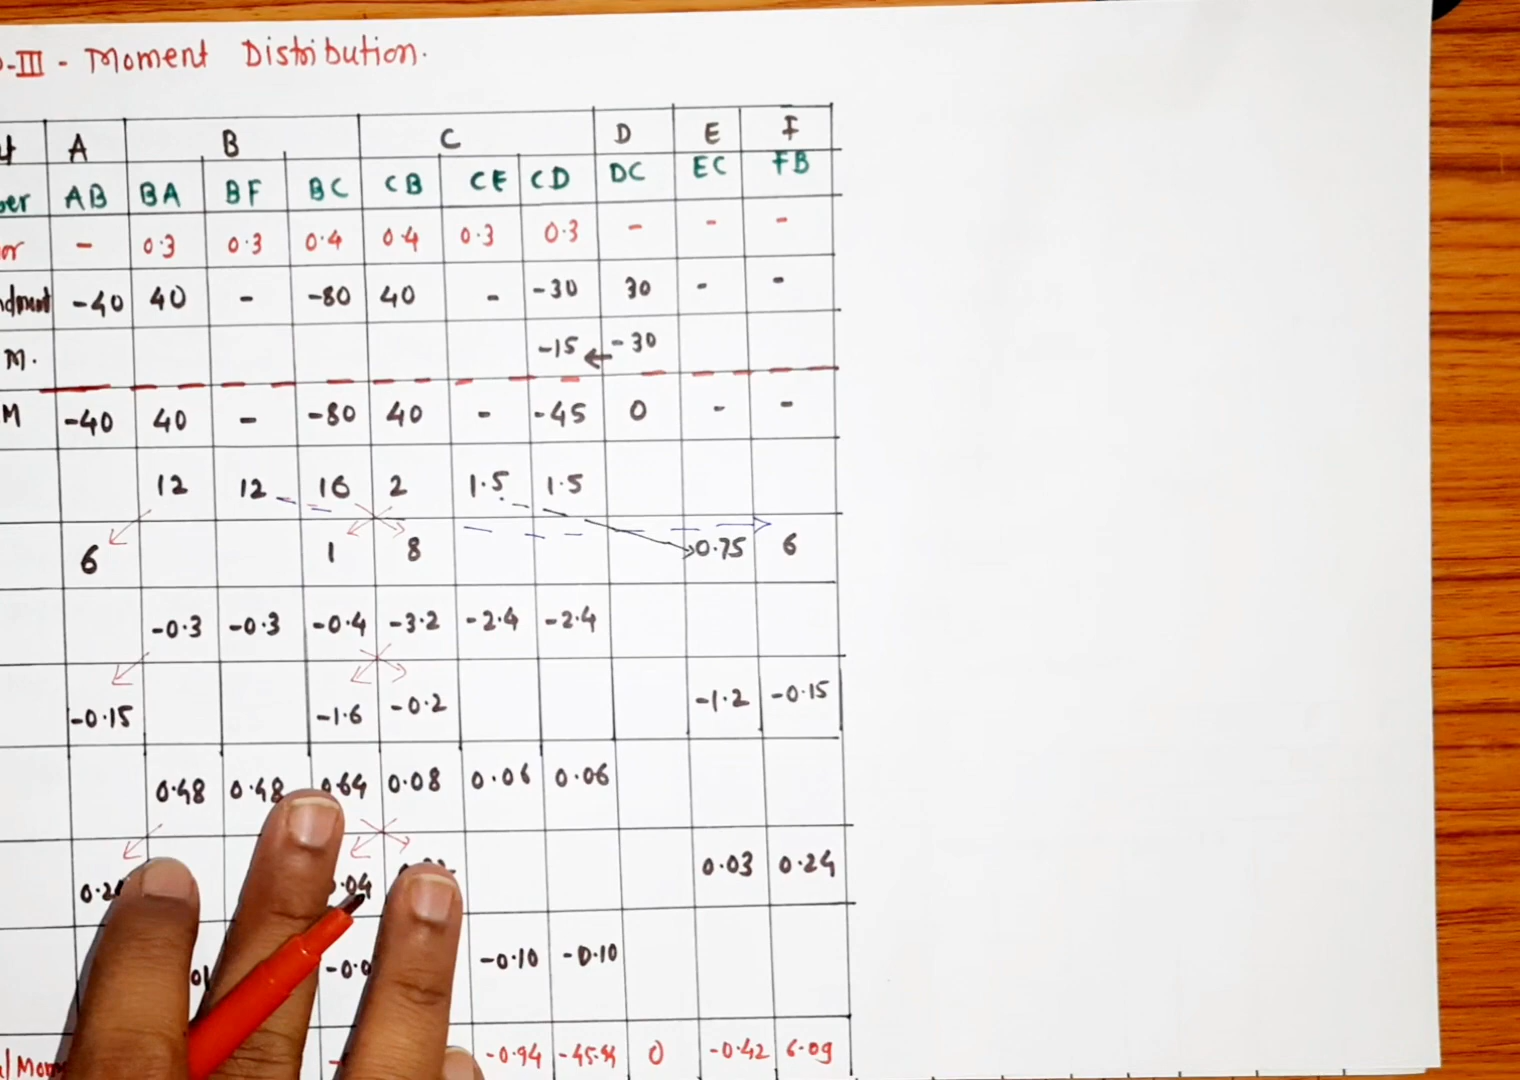 -III - Moment Distribution.
A B C D E F
AB BA BF BC CB CE CD DC EC FB
- 0.3 0.3 0.4 0.4 0.3 0.3 - - -
-40 40 - -80 40 - -30 30 - -
M. -15 ← -30
M -40 40 - -80 40 - -45 0 - -
12 12 16 2 1.5 1.5
6 1 8 0.75 6
-0.3 -0.3 -0.4 -3.2 -2.4 -2.4
-0.15 -1.6 -0.2 -1.2 -0.15
0.48 0.48 0.64 0.08 0.06 0.06
0.03 0.24
-0.10 -0.10
-0.94 0 -0.42 6.09